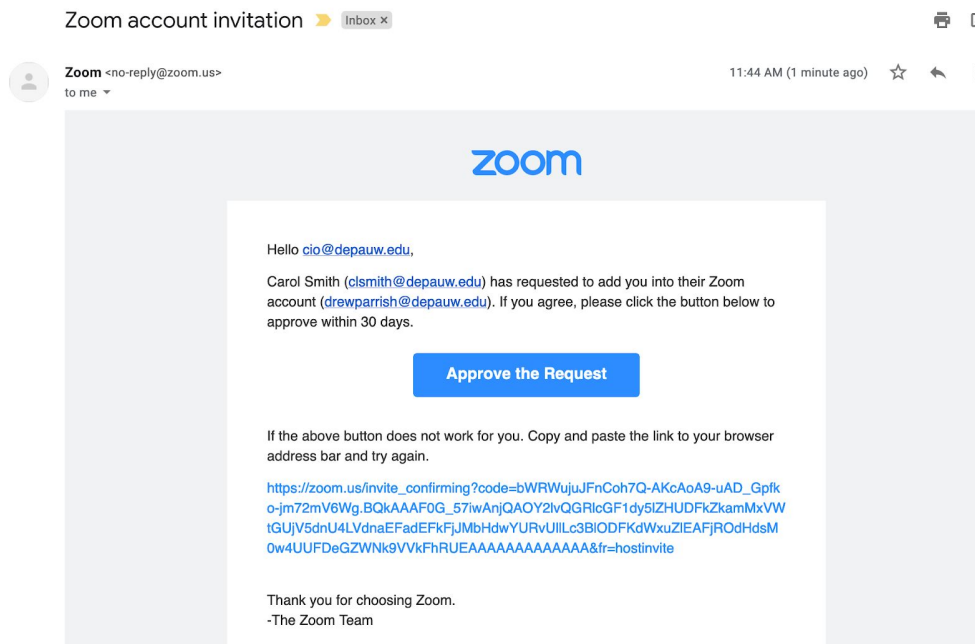 Zoom account invitation Inbox ×
Zoom <no-reply@zoom.us> 11:44 AM (1 minute ago)
to me
zoom
Hello cio@depauw.edu,
Carol Smith (clsmith@depauw.edu) has requested to add you into their Zoom
account (drewparrish@depauw.edu). If you agree, please click the button below to
approve within 30 days.
Approve the Request
If the above button does not work for you. Copy and paste the link to your browser
address bar and try again.
https://zoom.us/invite_confirming?code=bWRWujuJFnCoh7Q-AKcAoA9-uAD_Gpfk
o-jm72mV6Wg.BQkAAAF0G_57iwAnjQAOY2lvQGRlcGF1dy5lZHUDFkZkamMxVW
tGUjV5dnU4LVdnaEFadEFkFjJMbHdwYURvUllLc3BlODFKdWxuZlEAFjROdHdsM
0w4UUFDeGZWNk9VVkFhRUEAAAAAAAAAAAAA&fr=hostinvite
Thank you for choosing Zoom.
-The Zoom Team